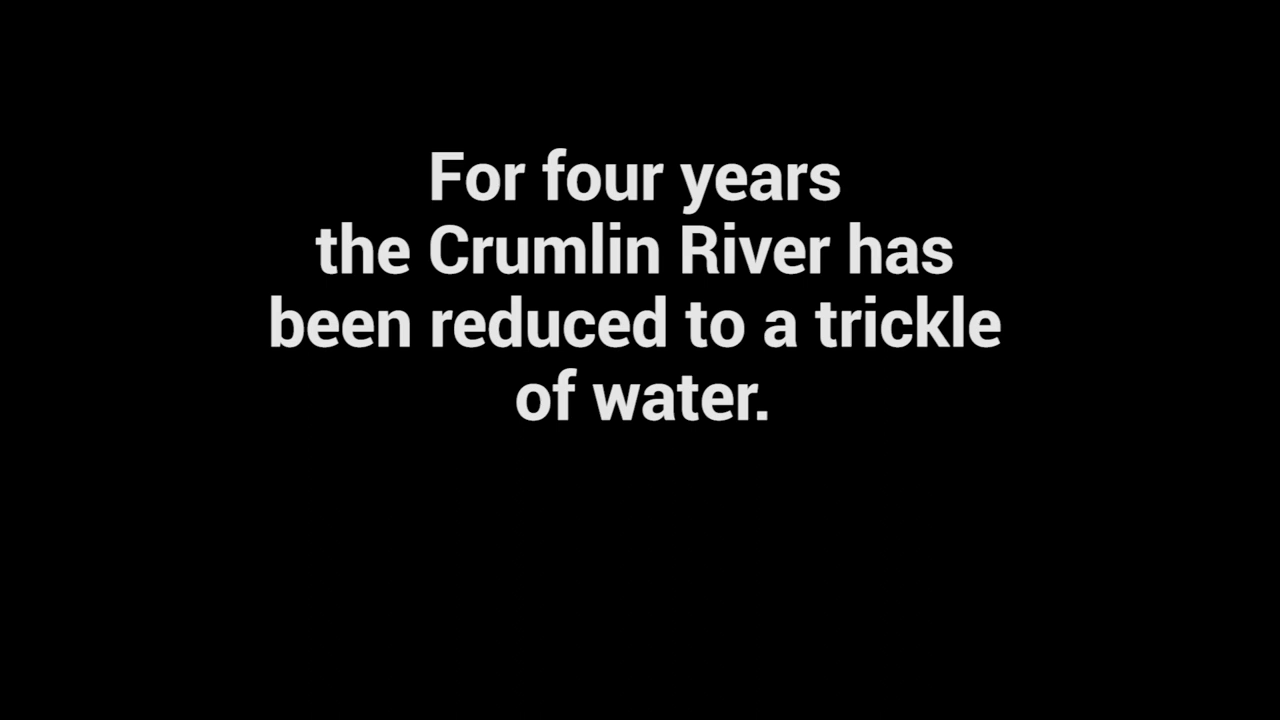 For four years
the Crumlin River has
been reduced to a trickle
of water.